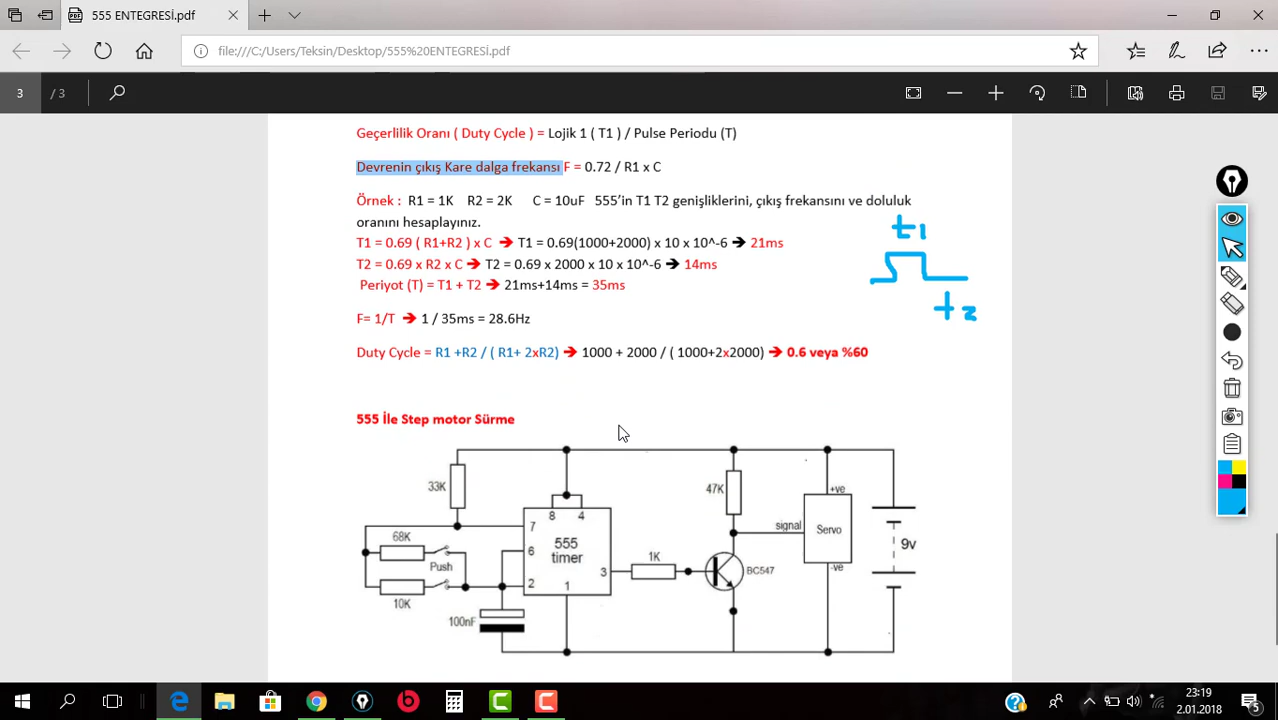 555 ENTEGRESİ.pdf
file:///C:/Users/Teksin/Desktop/555%20ENTEGRESİ.pdf
3 / 3
Geçerlilik Oranı ( Duty Cycle ) = Lojik 1 ( T1 ) / Pulse Periodu (T)
Devrenin çıkış Kare dalga frekansı F = 0.72 / R1 x C
Örnek : R1 = 1K R2 = 2K C = 10uF 555’in T1 T2 genişliklerini, çıkış frekansını ve doluluk
oranını hesaplayınız.
T1 = 0.69 ( R1+R2 ) x C ➔ T1 = 0.69(1000+2000) x 10 x 10^-6 ➔ 21ms
T2 = 0.69 x R2 x C ➔ T2 = 0.69 x 2000 x 10 x 10^-6 ➔ 14ms
Periyot (T) = T1 + T2 ➔ 21ms+14ms = 35ms
F= 1/T ➔ 1 / 35ms = 28.6Hz
Duty Cycle = R1 +R2 / ( R1+ 2xR2) ➔ 1000 + 2000 / ( 1000+2x2000) ➔ 0.6 veya %60
t1
t2
555 İle Step motor Sürme
33K
8 4
47K
+ve
7
68K
555
timer
signal
Servo
9v
6
Push
1K
3
BC547
-ve
2
1
10K
100nF
23:19
2.01.2018
5